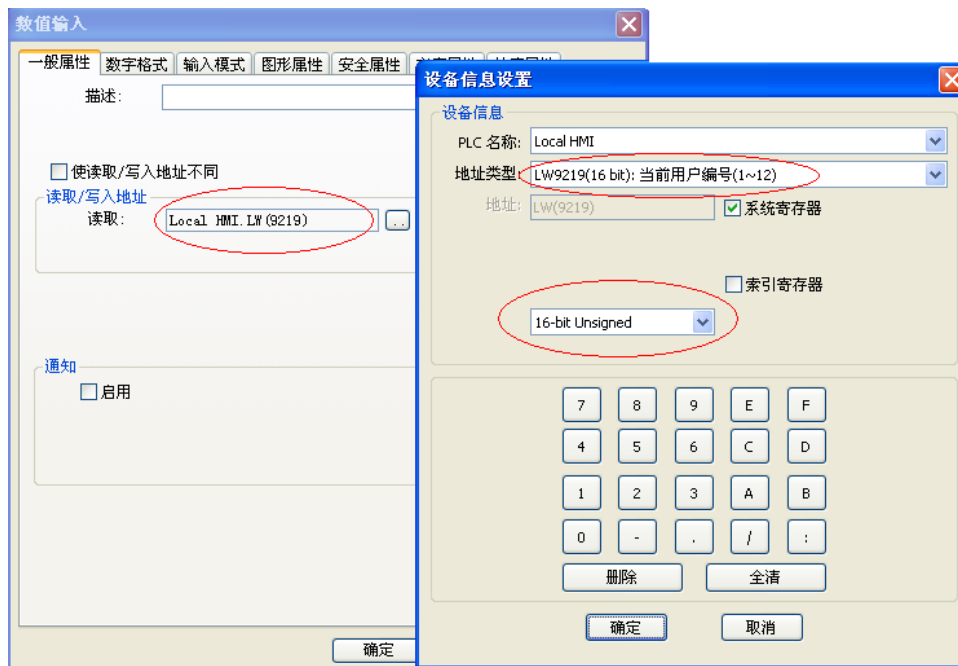 数值输入
一般属性 数字格式 输入模式 图形属性 安全属性
描述:
使读取/写入地址不同
读取/写入地址
读取: Local HMI.LW(9219) ..
通知
启用
确定
设备信息设置
设备信息
PLC 名称: Local HMI
地址类型: LW9219(16 bit): 当前用户编号(1~12)
地址: LW(9219) 系统寄存器
索引寄存器
16-bit Unsigned
7 8 9 E F
4 5 6 C D
1 2 3 A B
0 - . / :
删除 全清
确定 取消